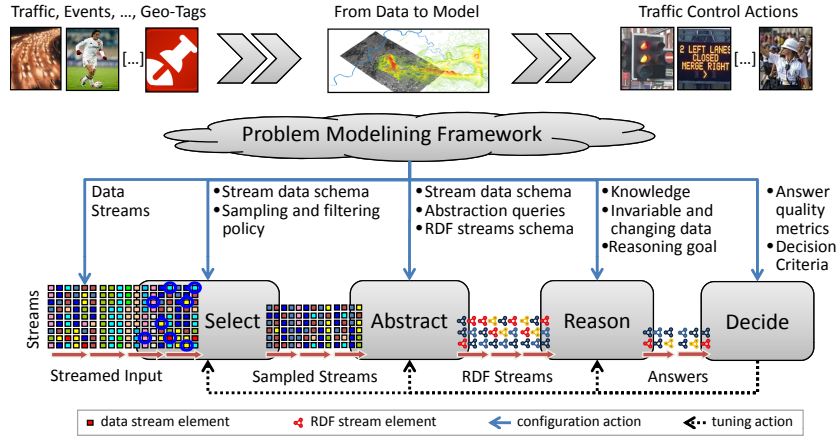 Traffic, Events, ..., Geo-Tags
From Data to Model
Traffic Control Actions
[...]
2 LEFT LANES
CLOSED
MERGE RIGHT
[...]
Problem Modelining Framework
Data
Streams
•Stream data schema
•Sampling and filtering
policy
•Stream data schema
•Abstraction queries
•RDF streams schema
•Knowledge
•Invariable and
changing data
•Reasoning goal
•Answer
quality
metrics
•Decision
Criteria
Streams
Select
Abstract
Reason
Decide
Streamed Input
Sampled Streams
RDF Streams
Answers
data stream element
RDF stream element
configuration action
tuning action